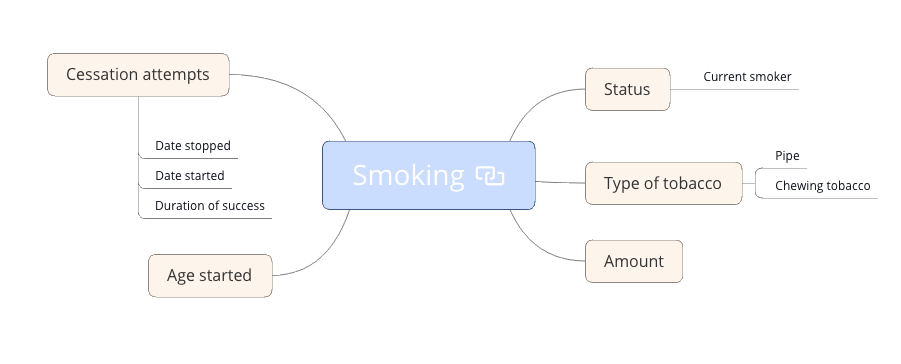 Cessation attempts
Date stopped
Date started
Duration of success
Age started
Smoking
Status
Current smoker
Type of tobacco
Pipe
Chewing tobacco
Amount